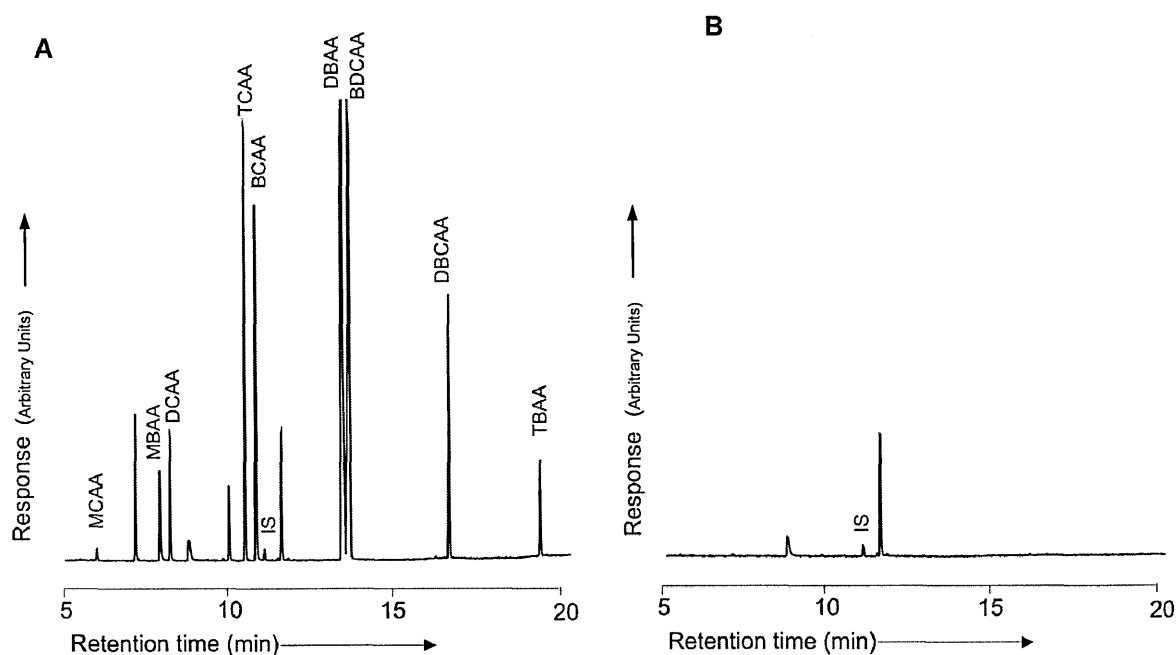 A
MCAA
MBAA
DCAA
TCAA
BCAA
IS
DBAA
BDCAA
DBCAA
TBAA
Response (Arbitrary Units)
5 10 15 20
Retention time (min)
B
IS
Response (Arbitrary Units)
5 10 15 20
Retention time (min)